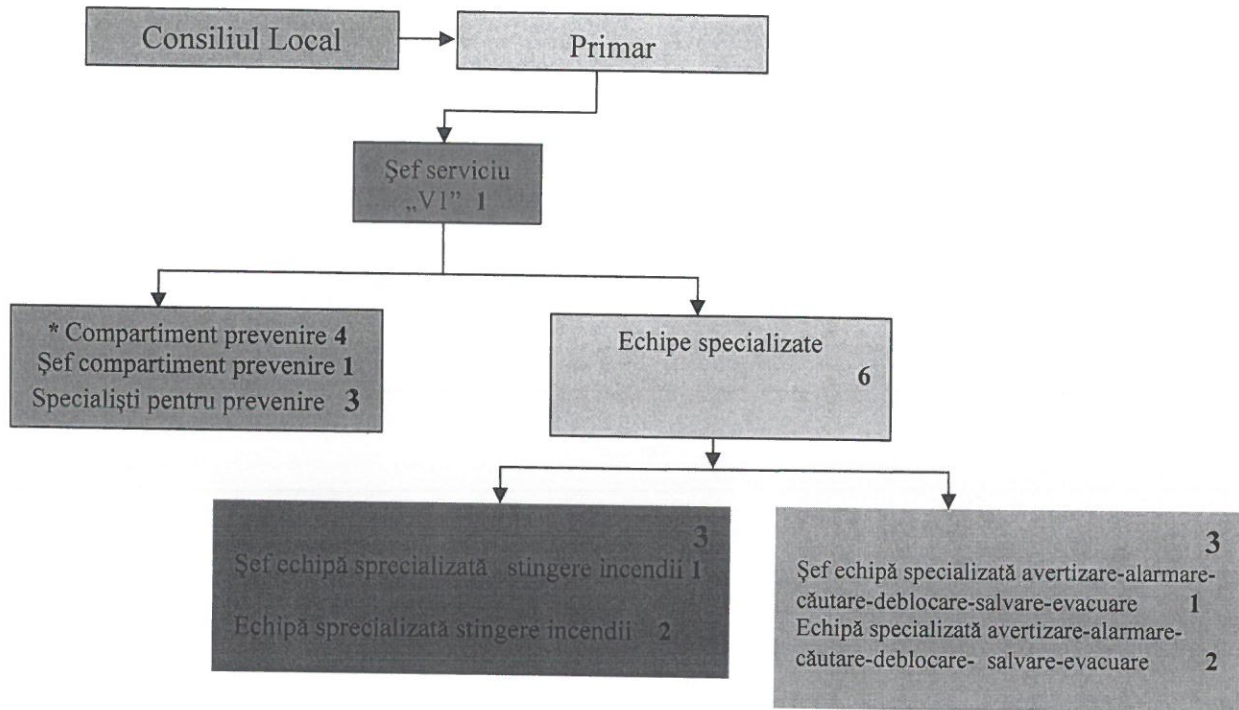 Consiliul Local
Primar
Şef serviciu
„V1” 1
* Compartiment prevenire 4
Şef compartiment prevenire 1
Specialişti pentru prevenire 3
Echipe specializate
6
3
Şef echipă sprecializată stingere incendii 1
Echipă sprecializată stingere incendii 2
3
Şef echipă specializată avertizare-alarmare-
căutare-deblocare-salvare-evacuare 1
Echipă specializată avertizare-alarmare-
căutare-deblocare- salvare-evacuare 2